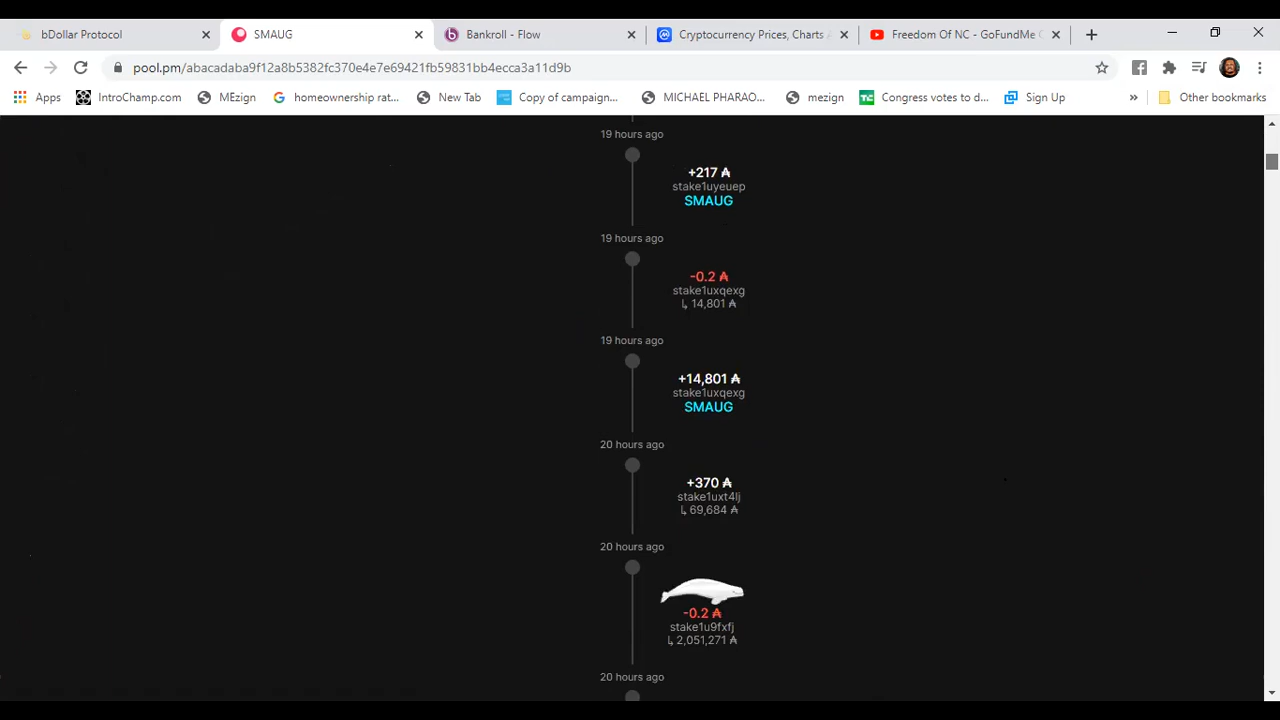 bDollar Protocol
SMAUG
Bankroll - Flow
Cryptocurrency Prices, Charts A
Freedom Of NC - GoFundMe C
pool.pm/abacadaba9f12a8b5382fc370e4e7e69421fb59831bb4ecca3a11d9b
Apps
IntroChamp.com
MEzign
homeownership rat...
New Tab
Copy of campaign...
MICHAEL PHARAO...
mezign
Congress votes to d...
Sign Up
»
Other bookmarks
19 hours ago
+217 ₳
stake1uyeuep
SMAUG
19 hours ago
-0.2 ₳
stake1uxqexg
↳ 14,801 ₳
19 hours ago
+14,801 ₳
stake1uxqexg
SMAUG
20 hours ago
+370 ₳
stake1uxt4lj
↳ 69,684 ₳
20 hours ago
-0.2 ₳
stake1u9fxfj
↳ 2,051,271 ₳
20 hours ago